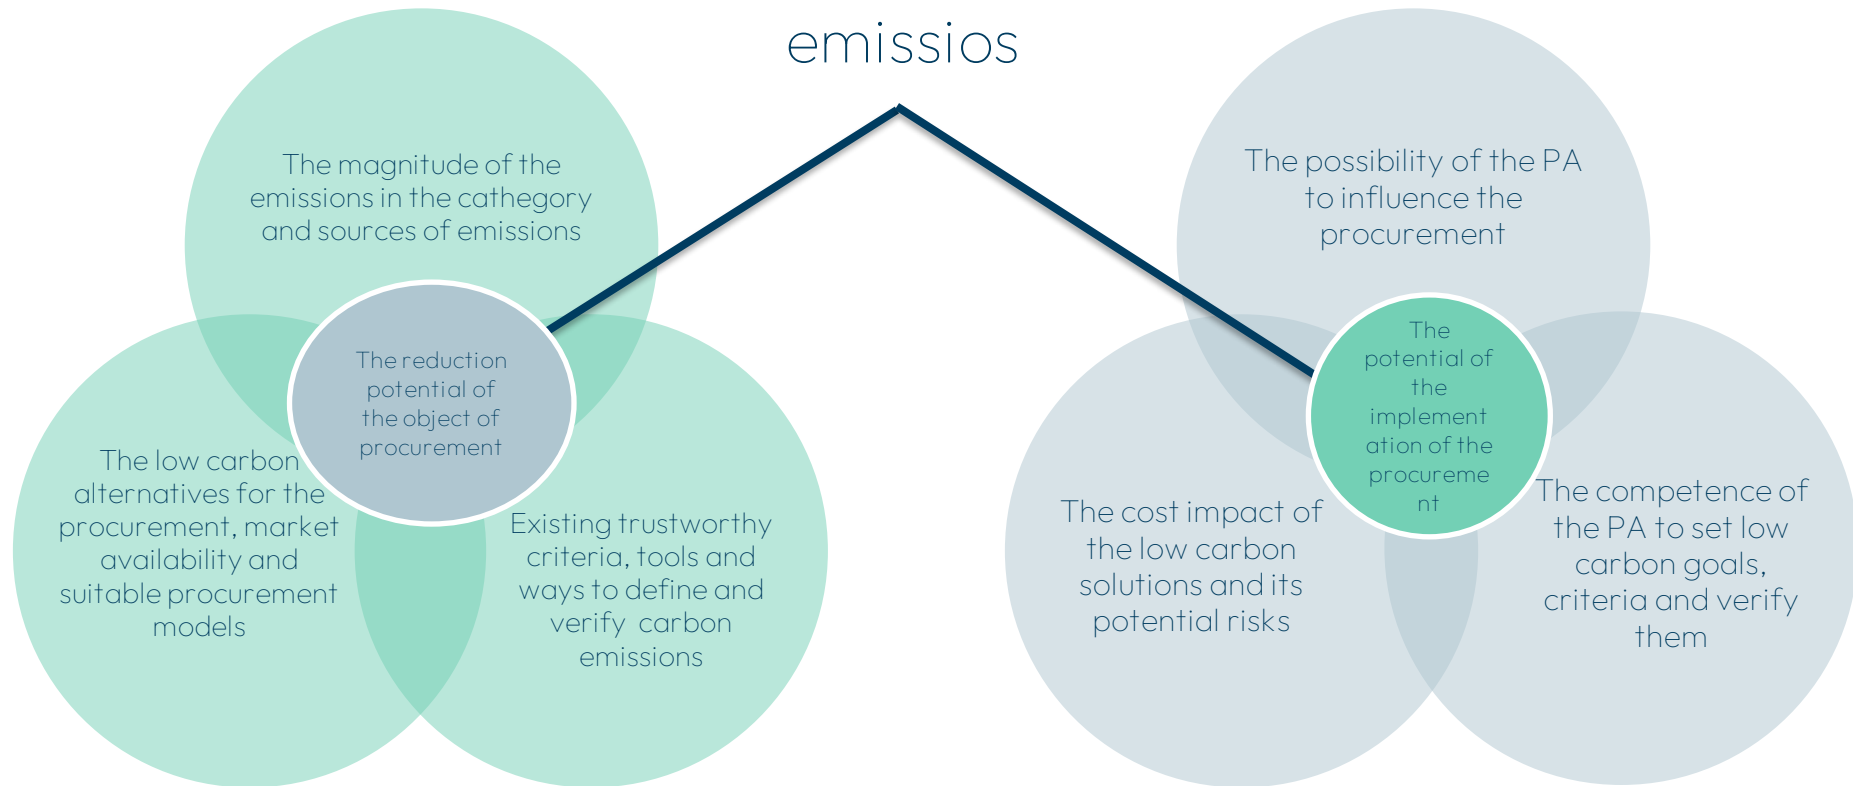 emissios
The magnitude of the
emissions in the cathegory
and sources of emissions
The reduction
potential of
the object of
procurement
The low carbon
alternatives for the
procurement, market
availability and
suitable procurement
models
Existing trustworthy
criteria, tools and
ways to define and
verify carbon
emissions
The possibility of the PA
to influence the
procurement
The
potential of
the
implement
ation of the
procureme
nt
The cost impact of
the low carbon
solutions and its
potential risks
The competence of
the PA to set low
carbon goals,
criteria and verify
them